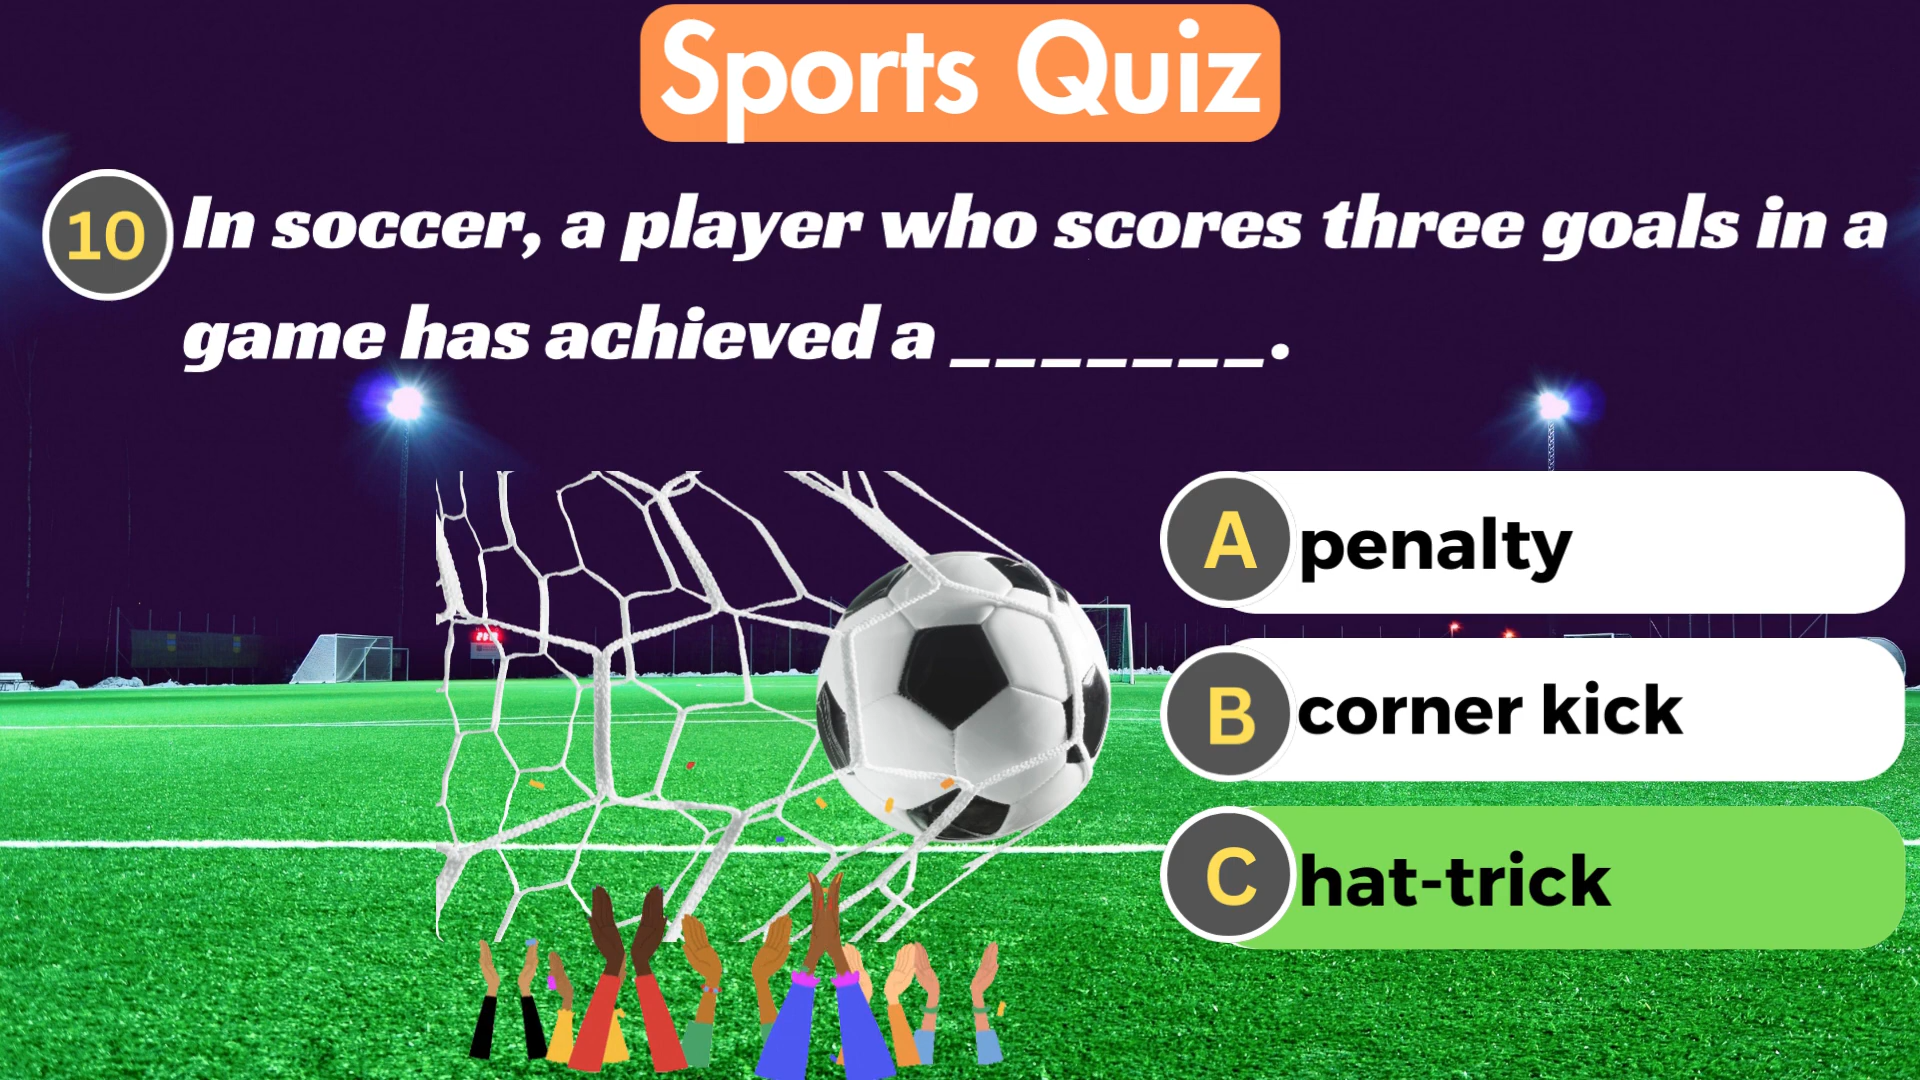 Sports Quiz
10
In soccer, a player who scores three goals in a
game has achieved a _______.
A penalty
B corner kick
C hat-trick